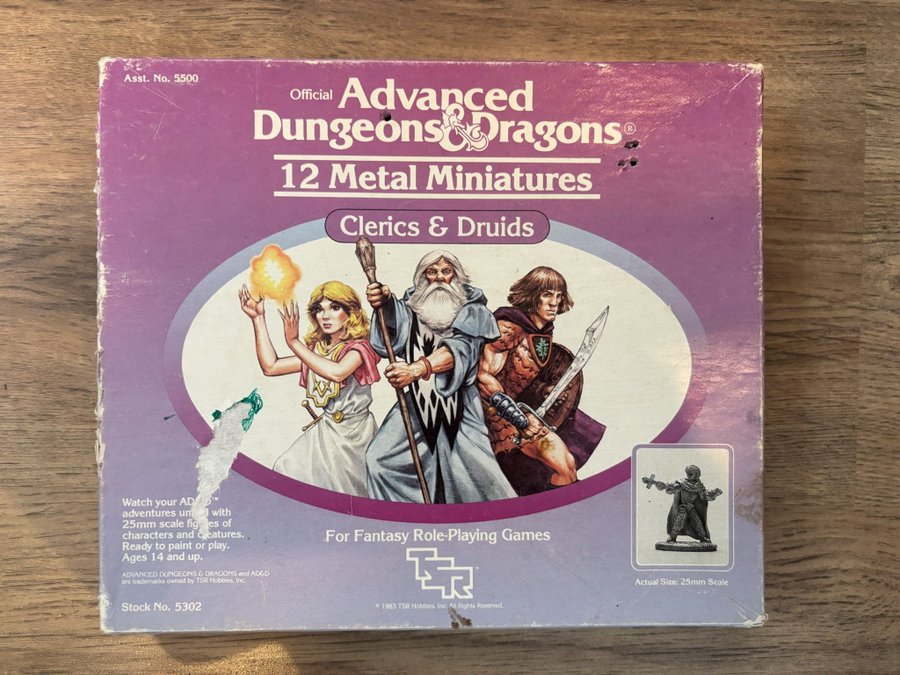 Asst. No. 5500
Official Advanced
Dungeons & Dragons®
12 Metal Miniatures
Clerics & Druids
Watch your AD&D™
adventures with
25mm scale of
characters and creatures.
Ready to paint or play.
Ages 14 and up.
ADVANCED DUNGEONS & DRAGONS and AD&D
are trademarks owned by TSR Hobbies, Inc.
Stock No. 5302
For Fantasy Role-Playing Games
TSR™
© 1983 TSR Hobbies, Inc. All Rights Reserved.
Actual Size: 25mm Scale